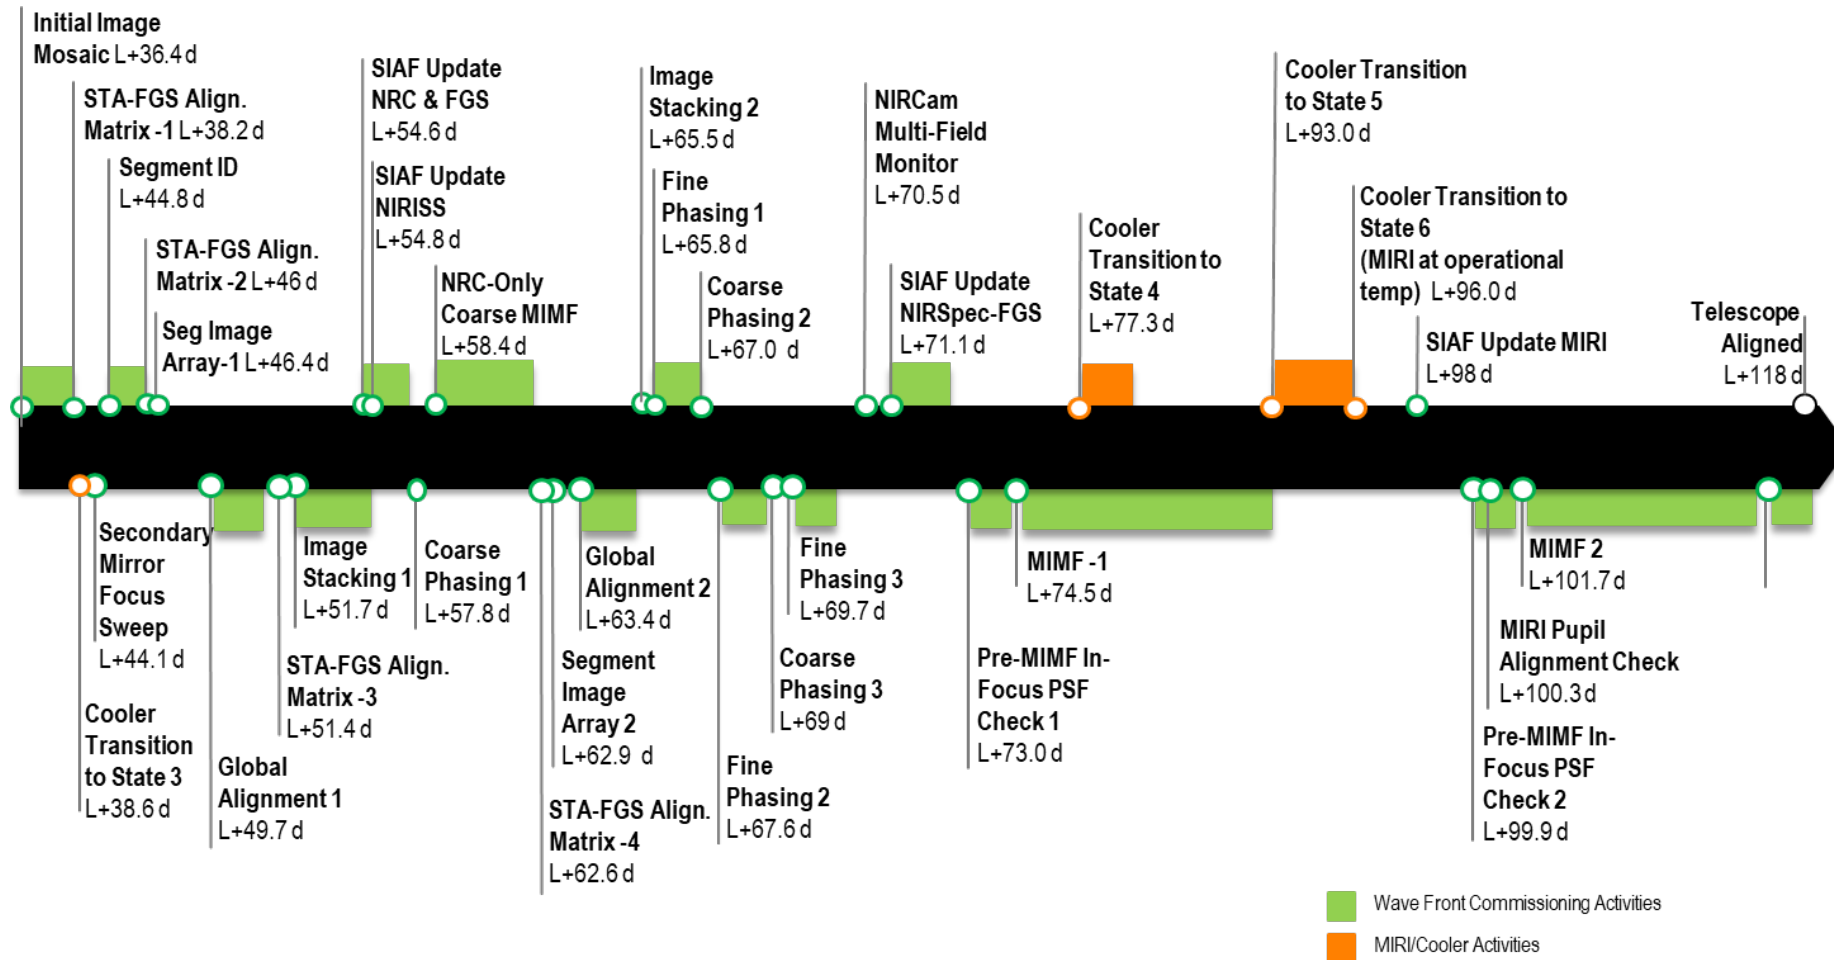 Initial Image
Mosaic L+36.4 d
STA-FGS Align.
Matrix -1 L+38.2 d
Segment ID
L+44.8 d
STA-FGS Align.
Matrix -2 L+46 d
Seg Image
Array-1 L+46.4 d
SIAF Update
NRC & FGS
L+54.6 d
SIAF Update
NIRISS
L+54.8 d
NRC-Only
Coarse MIMF
L+58.4 d
Image
Stacking 2
L+65.5 d
Fine
Phasing 1
L+65.8 d
Coarse
Phasing 2
L+67.0 d
NIRCam
Multi-Field
Monitor
L+70.5 d
SIAF Update
NIRSpec-FGS
L+71.1 d
Cooler
Transition to
State 4
L+77.3 d
Cooler Transition
to State 5
L+93.0 d
Cooler Transition to
State 6
(MIRI at operational
temp) L+96.0 d
SIAF Update MIRI
L+98 d
Telescope
Aligned
L+118 d
Secondary
Mirror
Focus
Sweep
L+44.1 d
Cooler
Transition
to State 3
L+38.6 d
Global
Alignment 1
L+49.7 d
Image
Stacking 1
L+51.7 d
STA-FGS Align.
Matrix -3
L+51.4 d
Coarse
Phasing 1
L+57.8 d
Global
Alignment 2
L+63.4 d
Segment
Image
Array 2
L+62.9 d
STA-FGS Align.
Matrix -4
L+62.6 d
Fine
Phasing 3
L+69.7 d
Coarse
Phasing 3
L+69 d
Fine
Phasing 2
L+67.6 d
MIMF -1
L+74.5 d
Pre-MIMF In-
Focus PSF
Check 1
L+73.0 d
MIMF 2
L+101.7 d
MIRI Pupil
Alignment Check
L+100.3 d
Pre-MIMF In-
Focus PSF
Check 2
L+99.9 d
Wave Front Commissioning Activities
MIRI/Cooler Activities